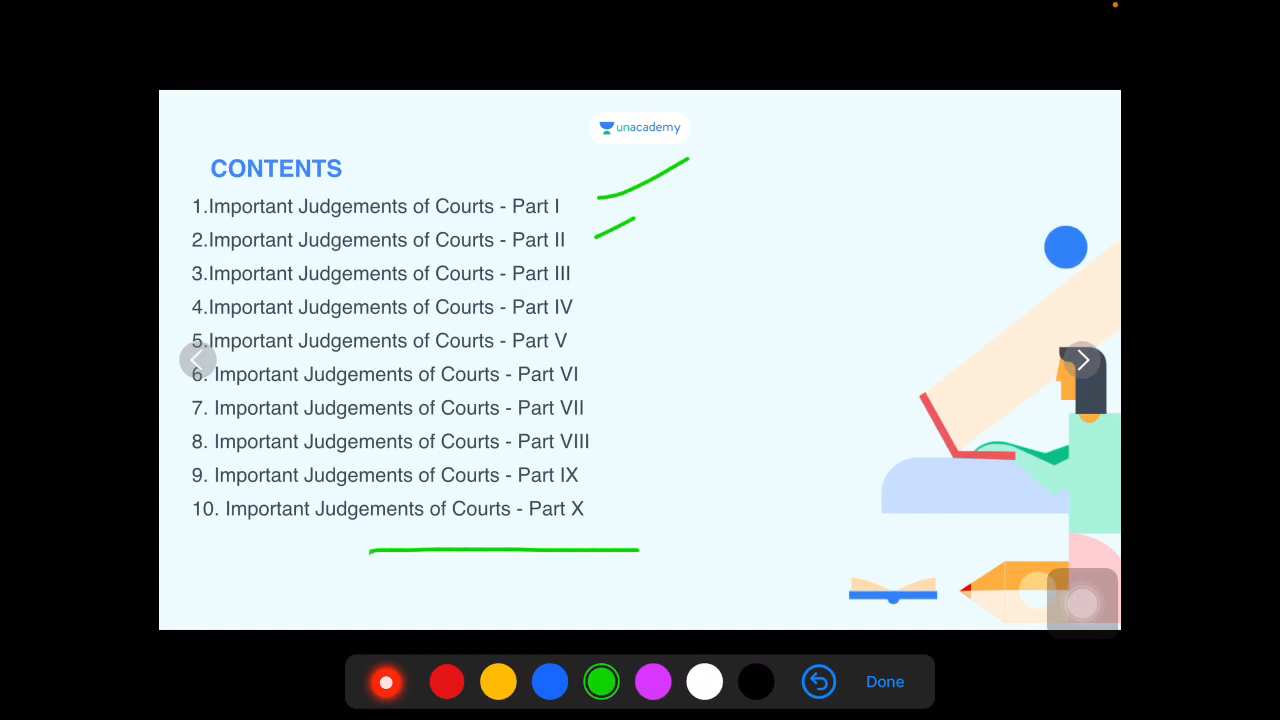 unacademy
CONTENTS
1.Important Judgements of Courts - Part I
2.Important Judgements of Courts - Part II
3.Important Judgements of Courts - Part III
4.Important Judgements of Courts - Part IV
5.Important Judgements of Courts - Part V
6. Important Judgements of Courts - Part VI
7. Important Judgements of Courts - Part VII
8. Important Judgements of Courts - Part VIII
9. Important Judgements of Courts - Part IX
10. Important Judgements of Courts - Part X
Done